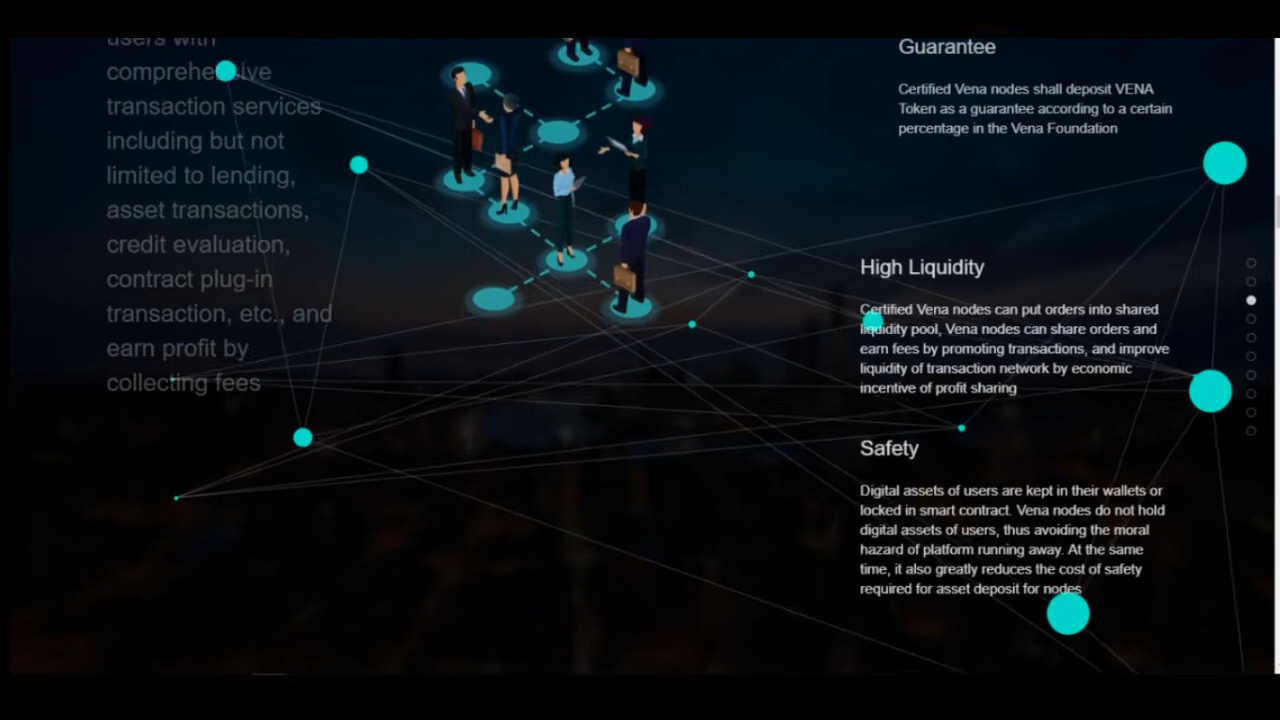 users with
comprehensive
transaction services
including but not
limited to lending,
asset transactions,
credit evaluation,
contract plug-in
transaction, etc., and
earn profit by
collecting fees
Guarantee
Certified Vena nodes shall deposit VENA
Token as a guarantee according to a certain
percentage in the Vena Foundation
High Liquidity
Certified Vena nodes can put orders into shared
liquidity pool, Vena nodes can share orders and
earn fees by promoting transactions, and improve
liquidity of transaction network by economic
incentive of profit sharing
Safety
Digital assets of users are kept in their wallets or
locked in smart contract. Vena nodes do not hold
digital assets of users, thus avoiding the moral
hazard of platform running away. At the same
time, it also greatly reduces the cost of safety
required for asset deposit for nodes